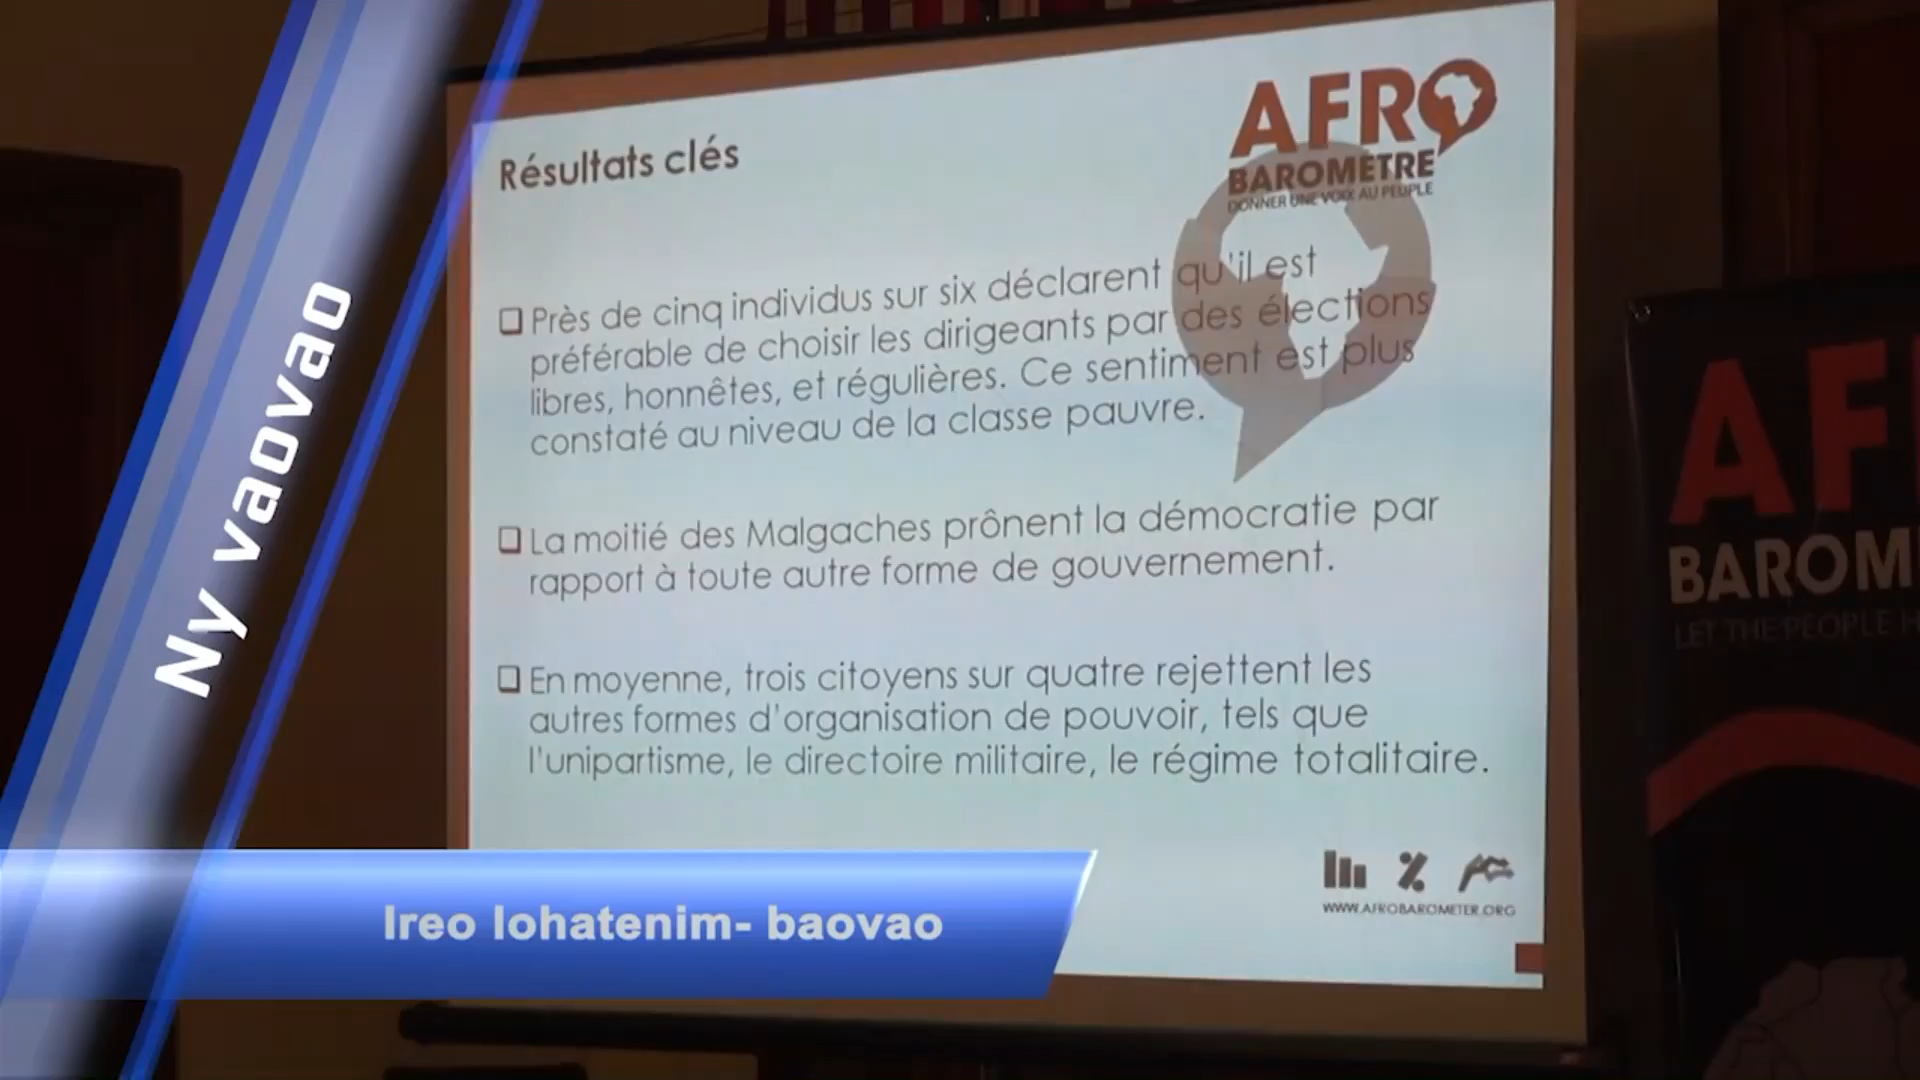 Ny vaovao
Résultats clés
AFRO
BAROMETRE
DONNER UNE VOIX AU PEUPLE
Près de cinq individus sur six déclarent qu'il est
préférable de choisir les dirigeants par des élections
libres, honnêtes, et régulières. Ce sentiment est plus
constaté au niveau de la classe pauvre.
La moitié des Malgaches prônent la démocratie par
rapport à toute autre forme de gouvernement.
En moyenne, trois citoyens sur quatre rejettent les
autres formes d'organisation de pouvoir, tels que
l'unipartisme, le directoire militaire, le régime totalitaire.
WWW.AFROBAROMETER.ORG
AF
BAROM
LET THE PEOPLE H
Ireo lohatenim- baovao